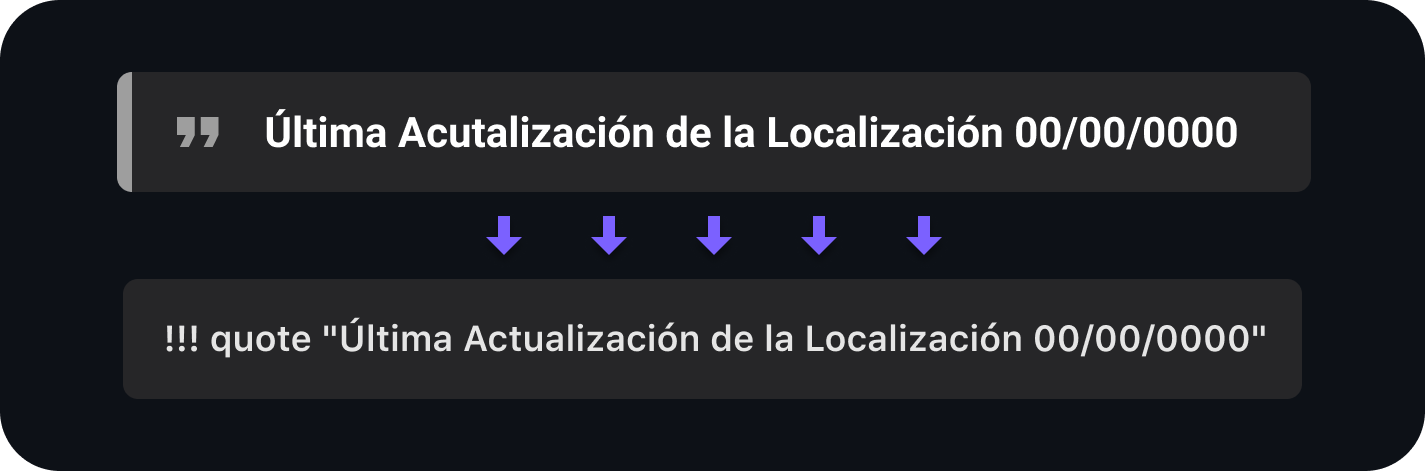 Última Acutalización de la Localización 00/00/0000
!!! quote "Última Actualización de la Localización 00/00/0000"